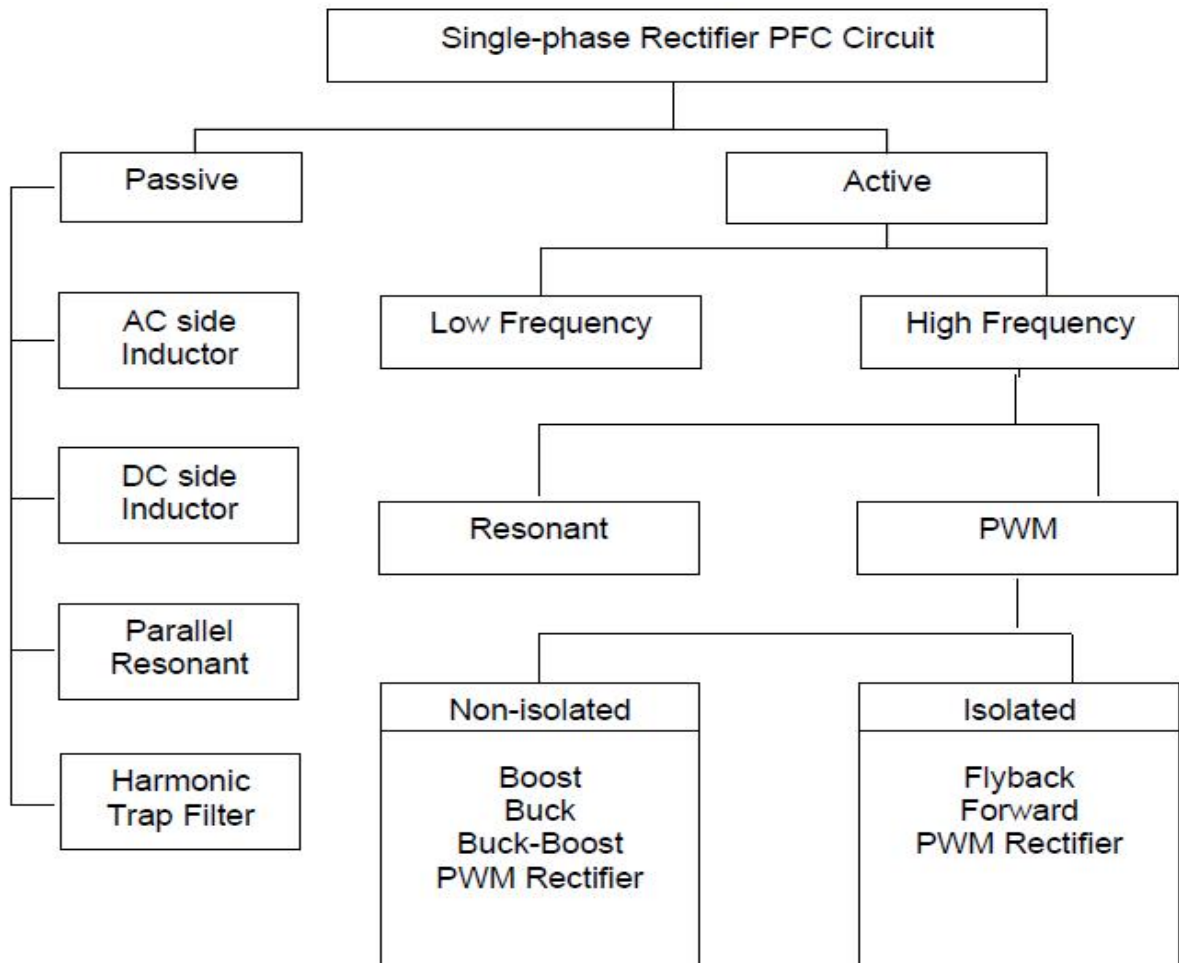 Single-phase Rectifier PFC Circuit
Passive
Active
AC side
Inductor
Low Frequency
High Frequency
DC side
Inductor
Resonant
PWM
Parallel
Resonant
Harmonic
Trap Filter
Non-isolated
Boost
Buck
Buck-Boost
PWM Rectifier
Isolated
Flyback
Forward
PWM Rectifier